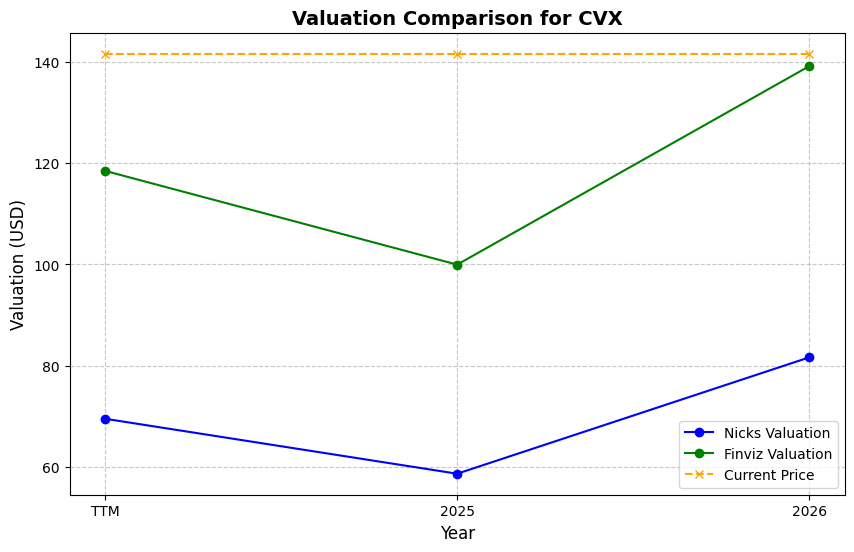 Valuation Comparison for CVX
Valuation (USD)
140
120
100
80
60
TTM
2025
2026
Year
Nicks Valuation
Finviz Valuation
Current Price